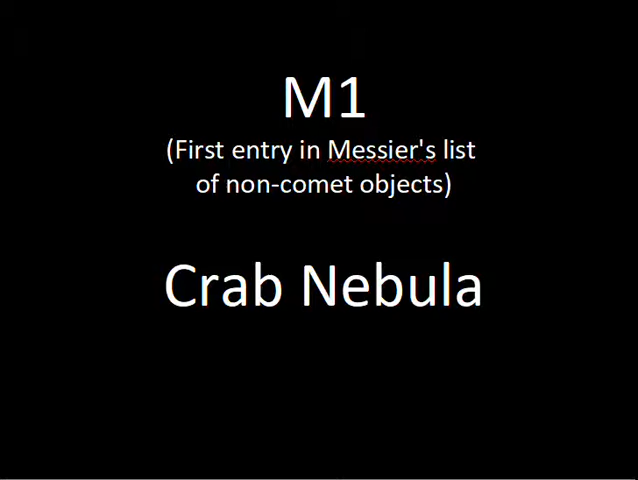 M1
(First entry in Messier's list
of non-comet objects)
Crab Nebula